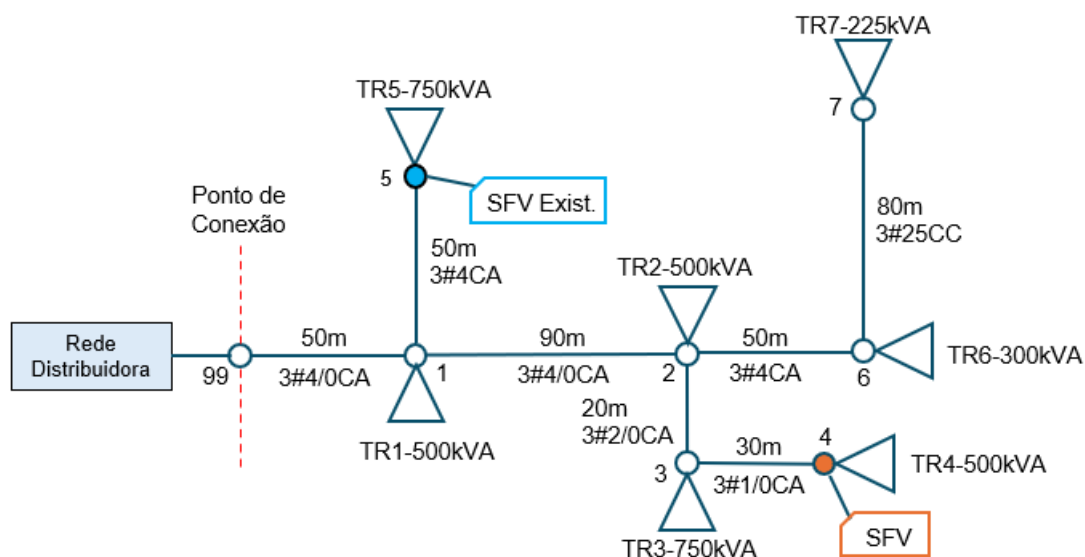 TR7-225kVA
7
TR5-750kVA
5
SFV Exist.
Ponto de
Conexão
80m
3#25CC
50m
3#4CA
TR2-500kVA
Rede
Distribuidora
99
50m
3#4/0CA
1
90m
3#4/0CA
2
50m
3#4CA
6
TR6-300kVA
TR1-500kVA
20m
3#2/0CA
3
30m
3#1/0CA
4
TR4-500kVA
TR3-750kVA
SFV